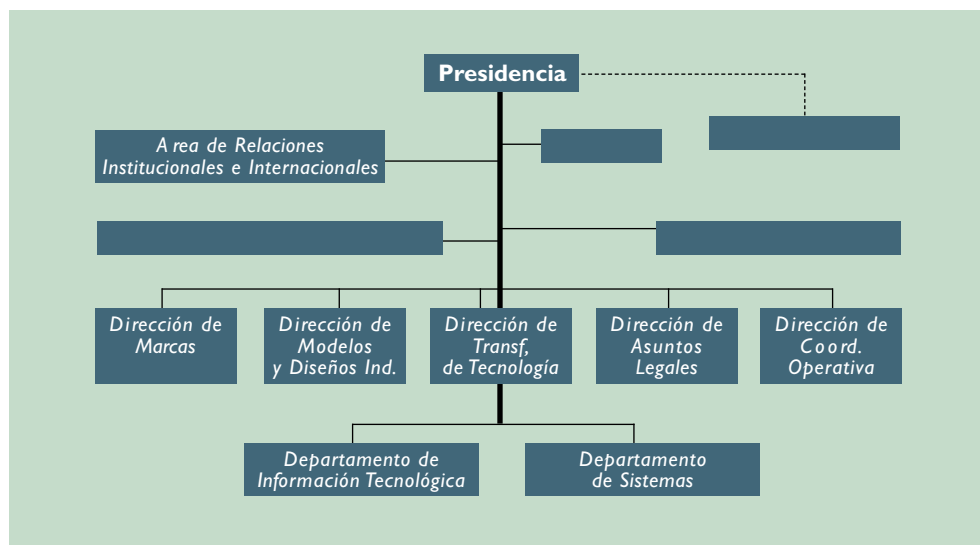 Presidencia
Area de Relaciones
Institucionales e Internacionales
Dirección de
Marcas
Dirección de
Modelos
y Diseños Ind.
Dirección de
Transf,
de Tecnología
Dirección de
Asuntos
Legales
Dirección de
Coord.
Operativa
Departamento de
Información Tecnológica
Departamento
de Sistemas